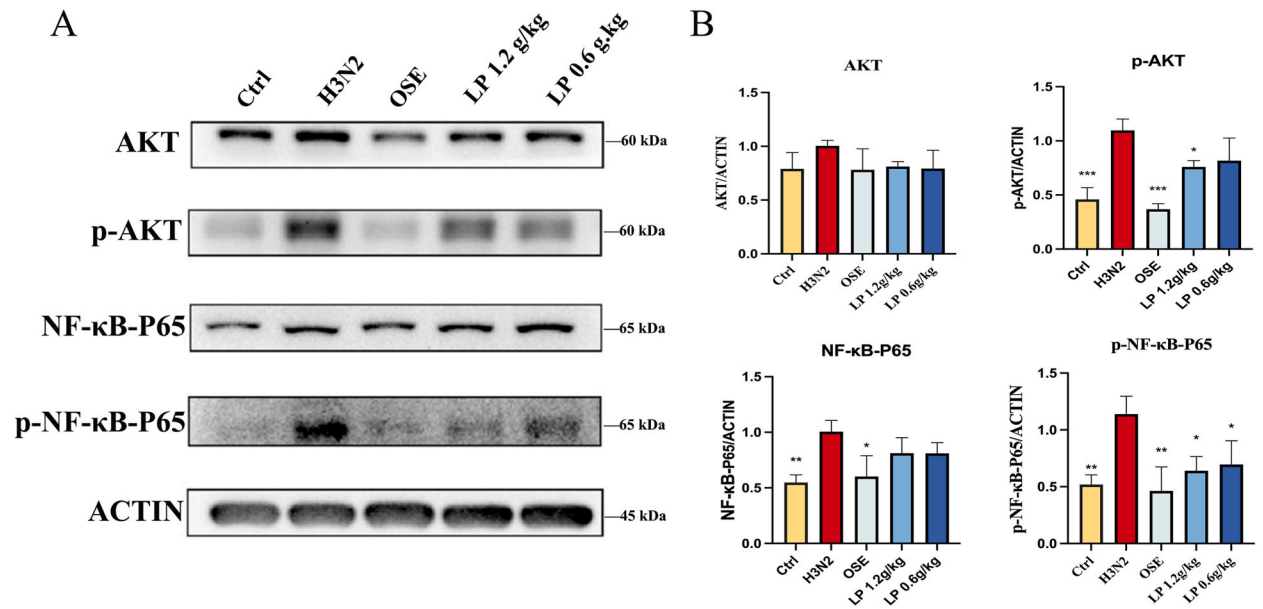 A
Ctrl
H3N2
OSE
LP 1.2 g/kg
LP 0.6 g.kg
AKT
60 kDa
p-AKT
60 kDa
NF-κB-P65
65 kDa
p-NF-κB-P65
65 kDa
ACTIN
45 kDa
B
AKT
AKT/ACTIN
1.5
1.0
0.5
0.0
Ctrl
H3N2
OSE
LP 1.2g/kg
LP 0.6g/kg
p-AKT
p-AKT/ACTIN
1.5
1.0
0.5
0.0
***
***
*
Ctrl
H3N2
OSE
LP 1.2g/kg
LP 0.6g/kg
NF-κB-P65
NF-κB-P65/ACTIN
1.5
1.0
0.5
0.0
**
*
Ctrl
H3N2
OSE
LP 1.2g/kg
LP 0.6g/kg
p-NF-κB-P65
p-NF-κB-P65/ACTIN
1.5
1.0
0.5
0.0
**
**
*
*
Ctrl
H3N2
OSE
LP 1.2g/kg
LP 0.6g/kg